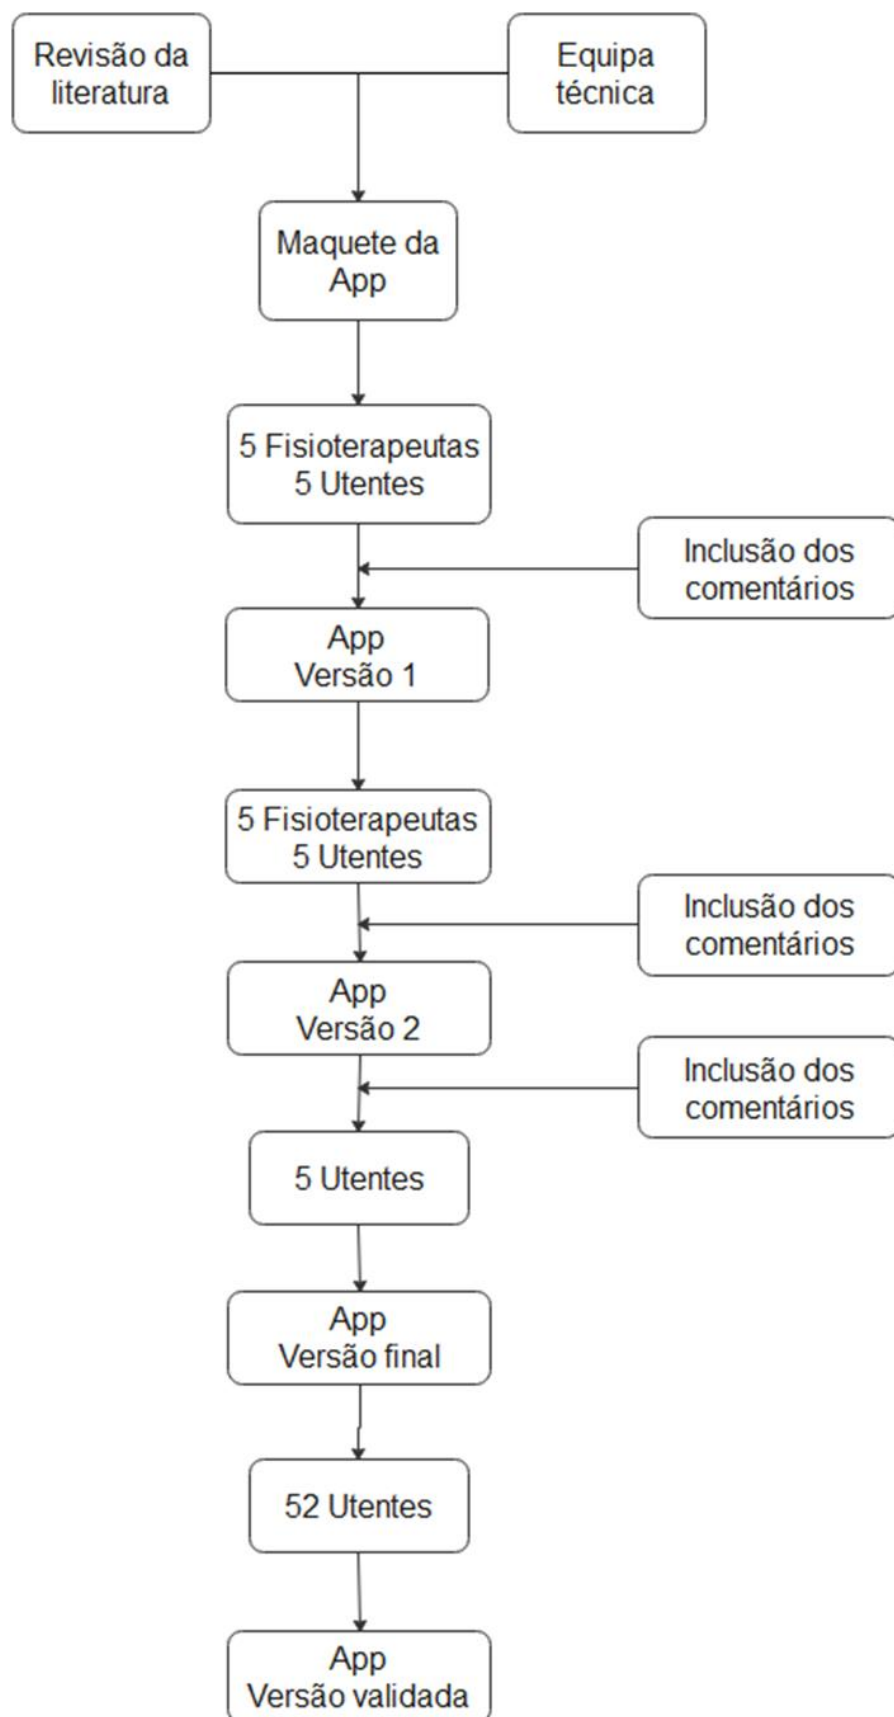 Revisão da
literatura
Equipa
técnica
Maquete da
App
5 Fisioterapeutas
5 Utentes
Inclusão dos
comentários
App
Versão 1
5 Fisioterapeutas
5 Utentes
Inclusão dos
comentários
App
Versão 2
Inclusão dos
comentários
5 Utentes
App
Versão final
52 Utentes
App
Versão validada